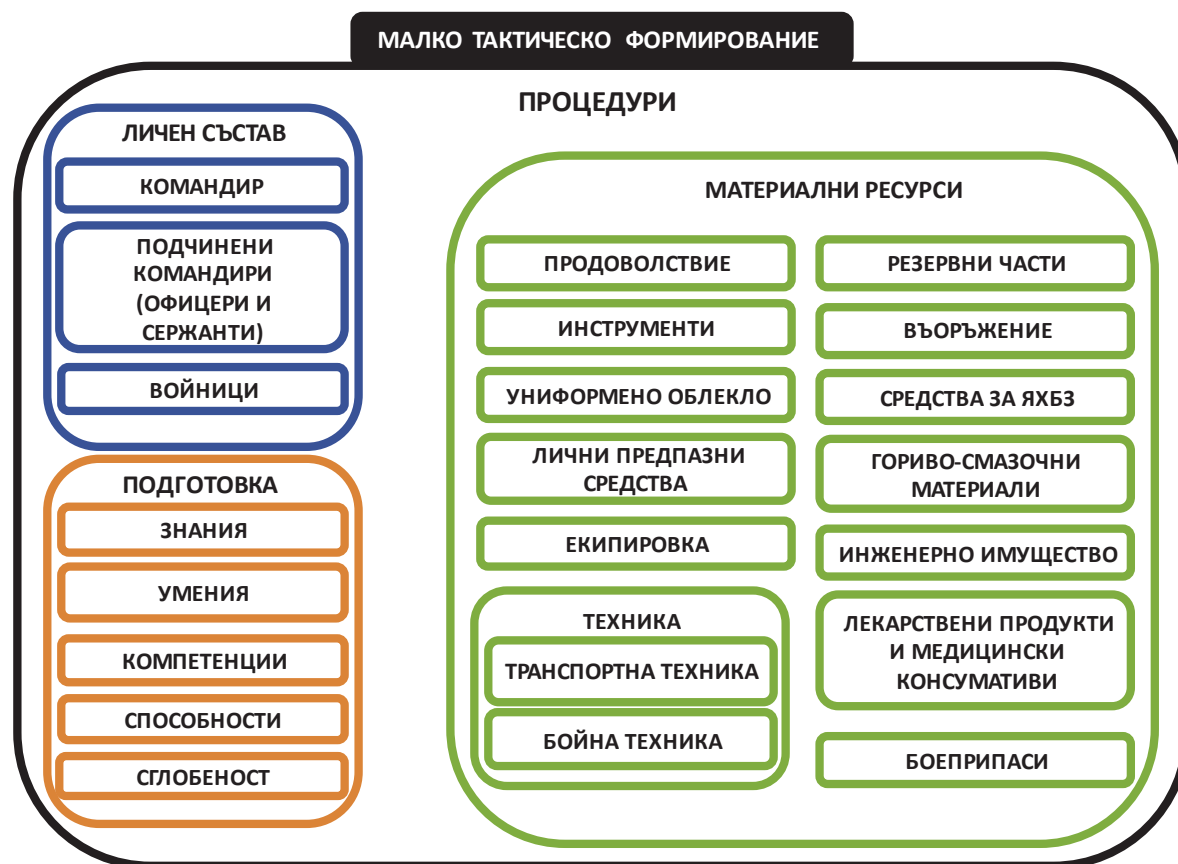 МАЛКО ТАКТИЧЕСКО ФОРМИРОВАНИЕ
ПРОЦЕДУРИ
ЛИЧЕН СЪСТАВ
КОМАНДИР
ПОДЧИНЕНИ
КОМАНДИРИ
(ОФИЦЕРИ И
СЕРЖАНТИ)
ВОЙНИЦИ
ПОДГОТОВКА
ЗНАНИЯ
УМЕНИЯ
КОМПЕТЕНЦИИ
СПОСОБНОСТИ
СГЛОБЕНОСТ
МАТЕРИАЛНИ РЕСУРСИ
ПРОДОВОЛСТВИЕ
ИНСТРУМЕНТИ
УНИФОРМЕНО ОБЛЕКЛО
ЛИЧНИ ПРЕДПАЗНИ
СРЕДСТВА
ЕКИПИРОВКА
ТЕХНИКА
ТРАНСПОРТНА ТЕХНИКА
БОЙНА ТЕХНИКА
РЕЗЕРВНИ ЧАСТИ
ВЪОРЪЖЕНИЕ
СРЕДСТВА ЗА ЯХБЗ
ГОРИВО-СМАЗОЧНИ
МАТЕРИАЛИ
ИНЖЕНЕРНО ИМУЩЕСТВО
ЛЕКАРСТВЕНИ ПРОДУКТИ
И МЕДИЦИНСКИ
КОНСУМАТИВИ
БОЕПРИПАСИ